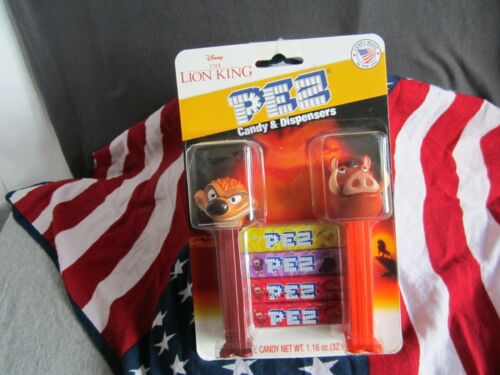 Disney
THE
LION KING
PEZ
Candy & Dispensers
PEZ
PEZ
PEZ
PEZ
CANDY NET WT. 1.16 oz. (32.